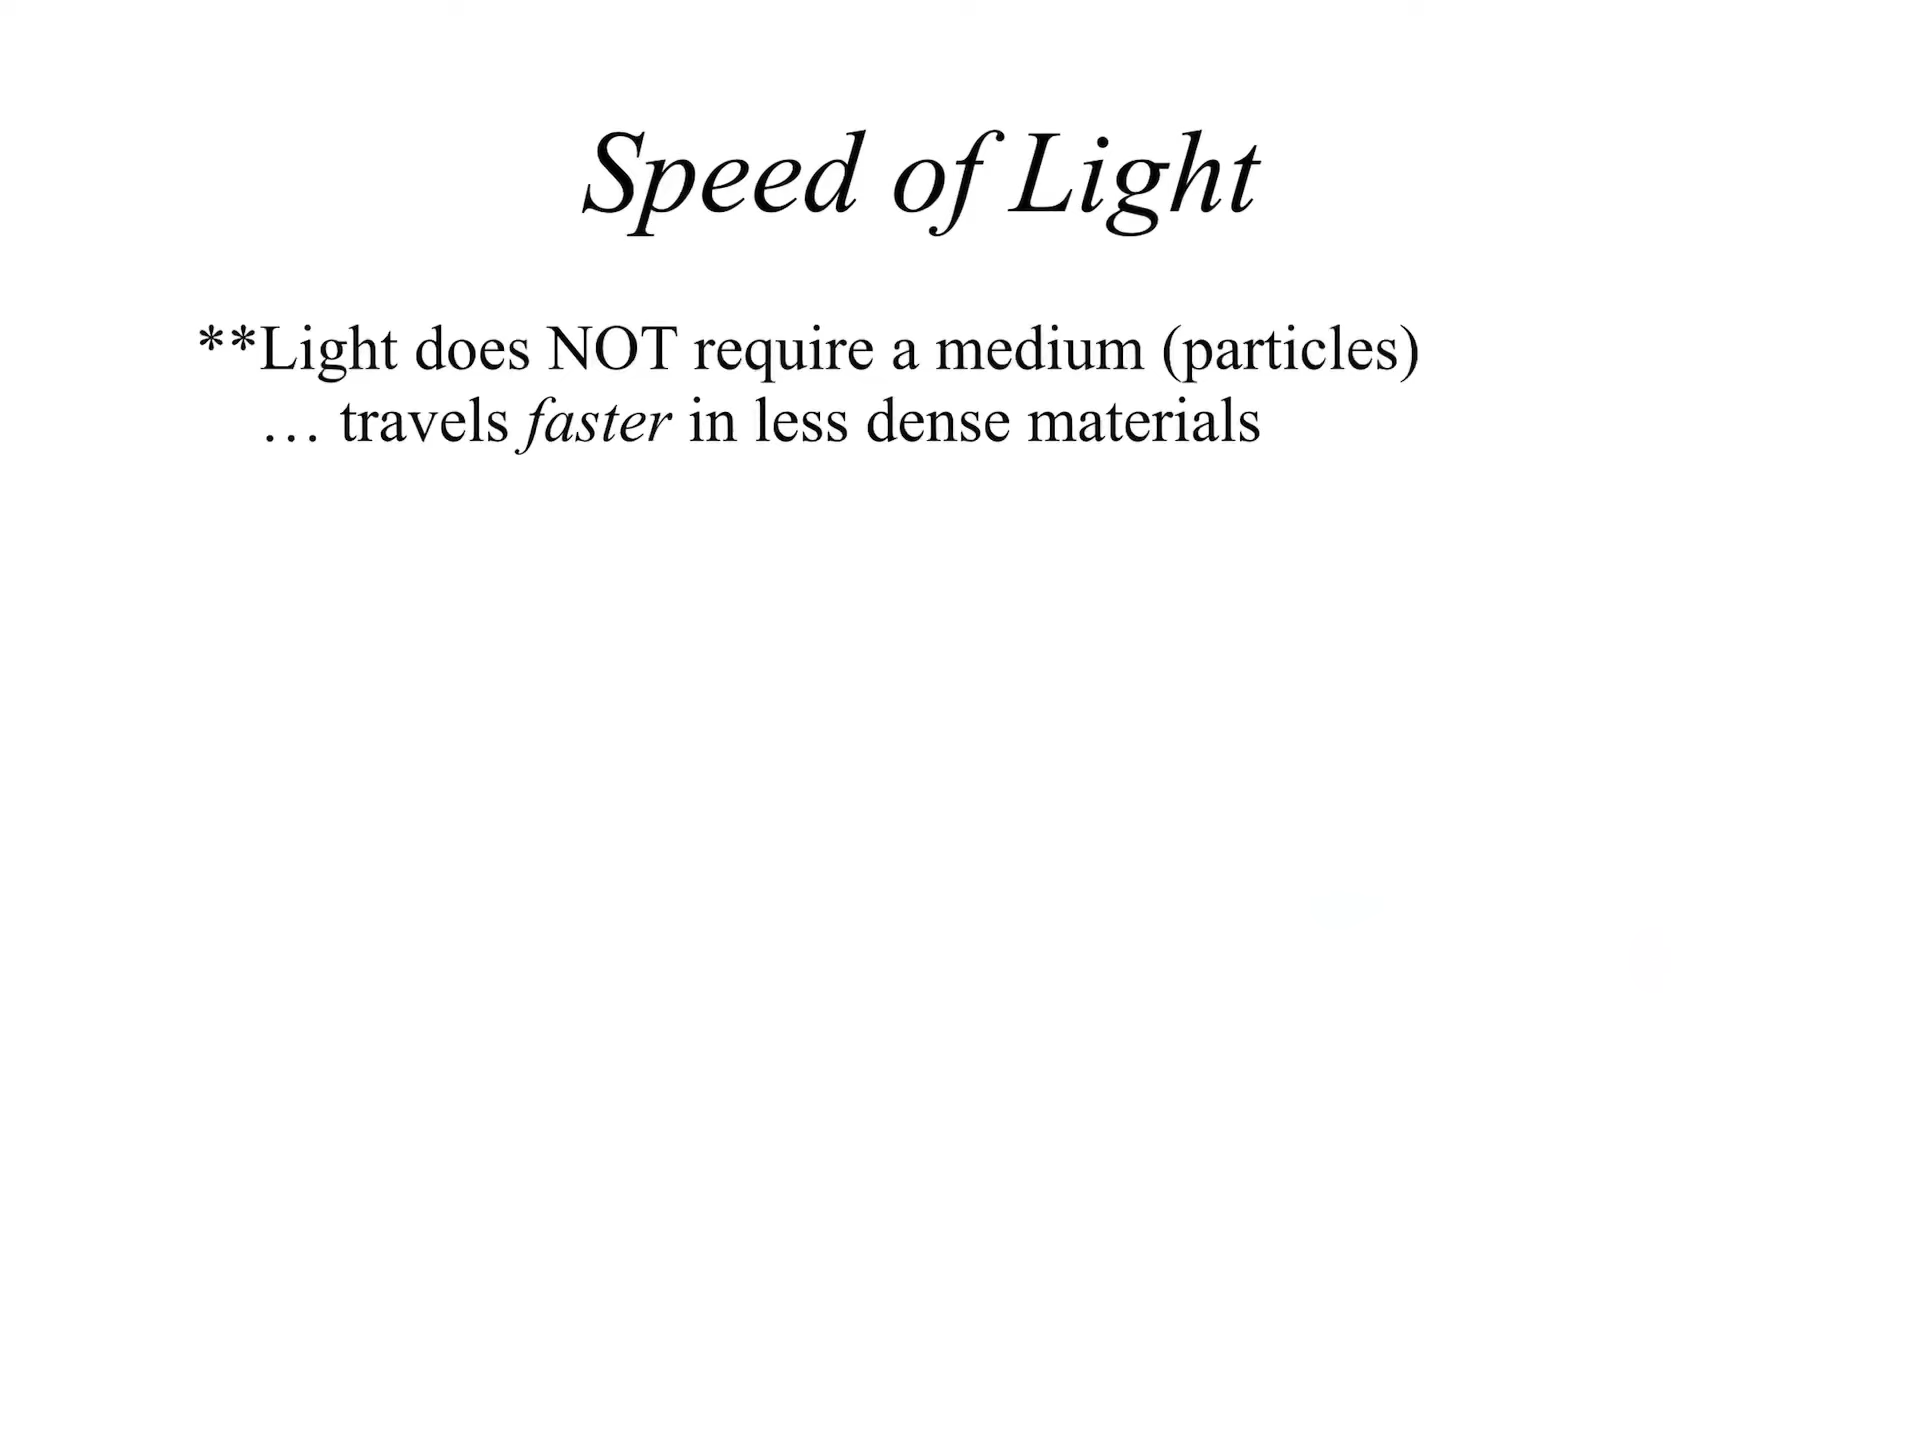 Speed of Light
**Light does NOT require a medium (particles)
… travels faster in less dense materials